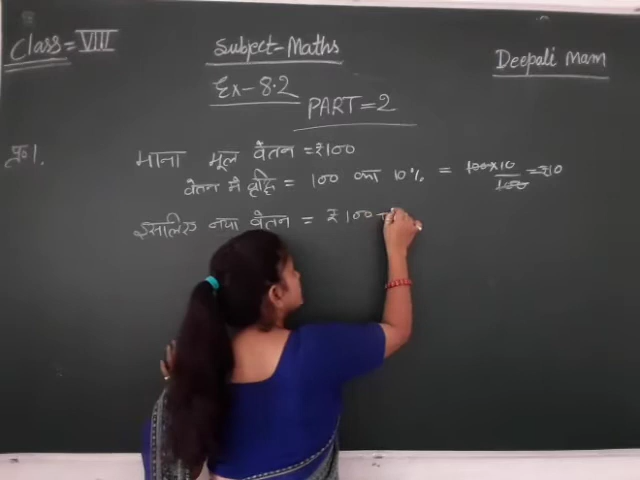 Class = VIII
Subject-Maths
Deepali Mam
Ex-8.2
PART=2
प्र०1. माना मूल वेतन = ₹100
वेतन में वृद्धि = 100 का 10% = 100×10/100 = ₹10
इसलिए नया वेतन = ₹100